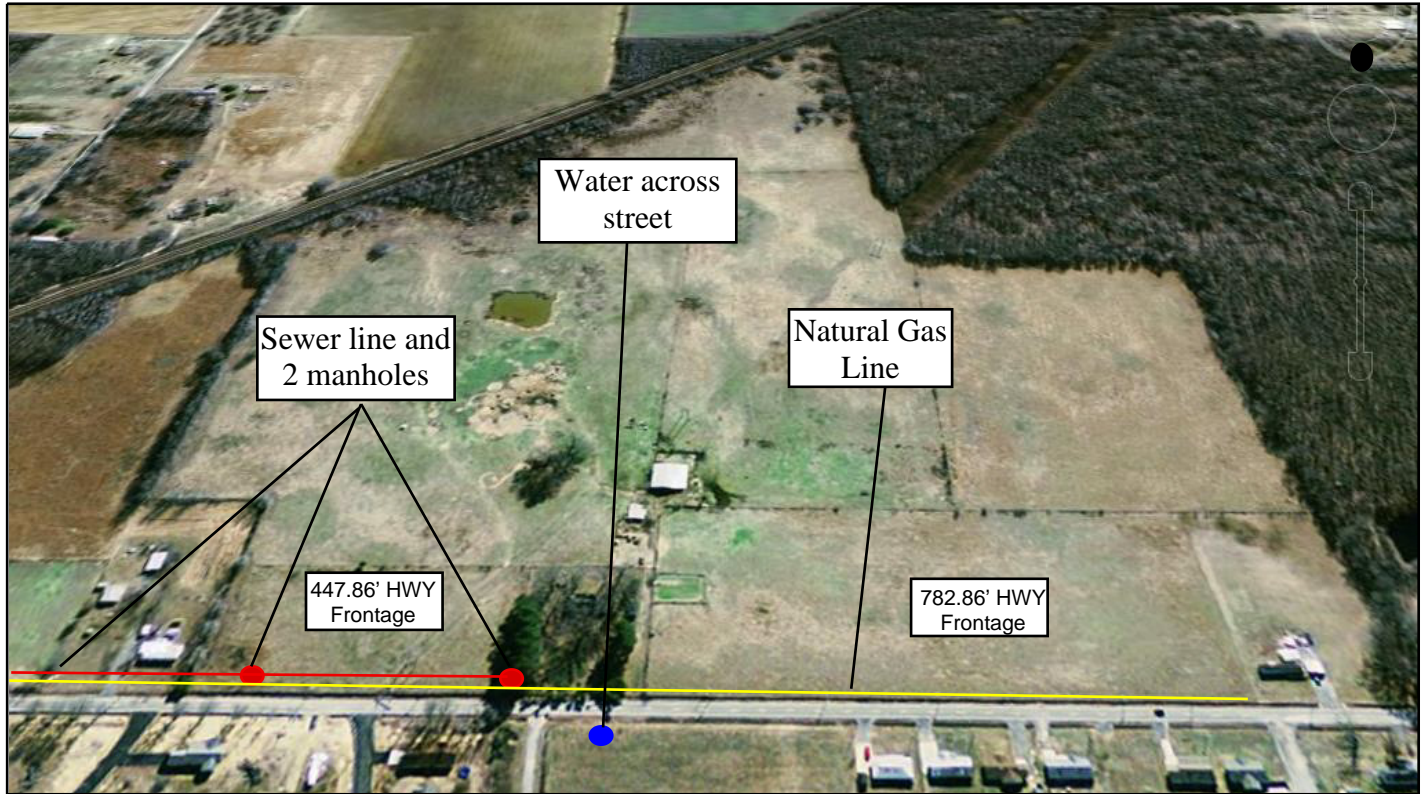 Water across
street
Sewer line and
2 manholes
Natural Gas
Line
447.86’ HWY
Frontage
782.86’ HWY
Frontage